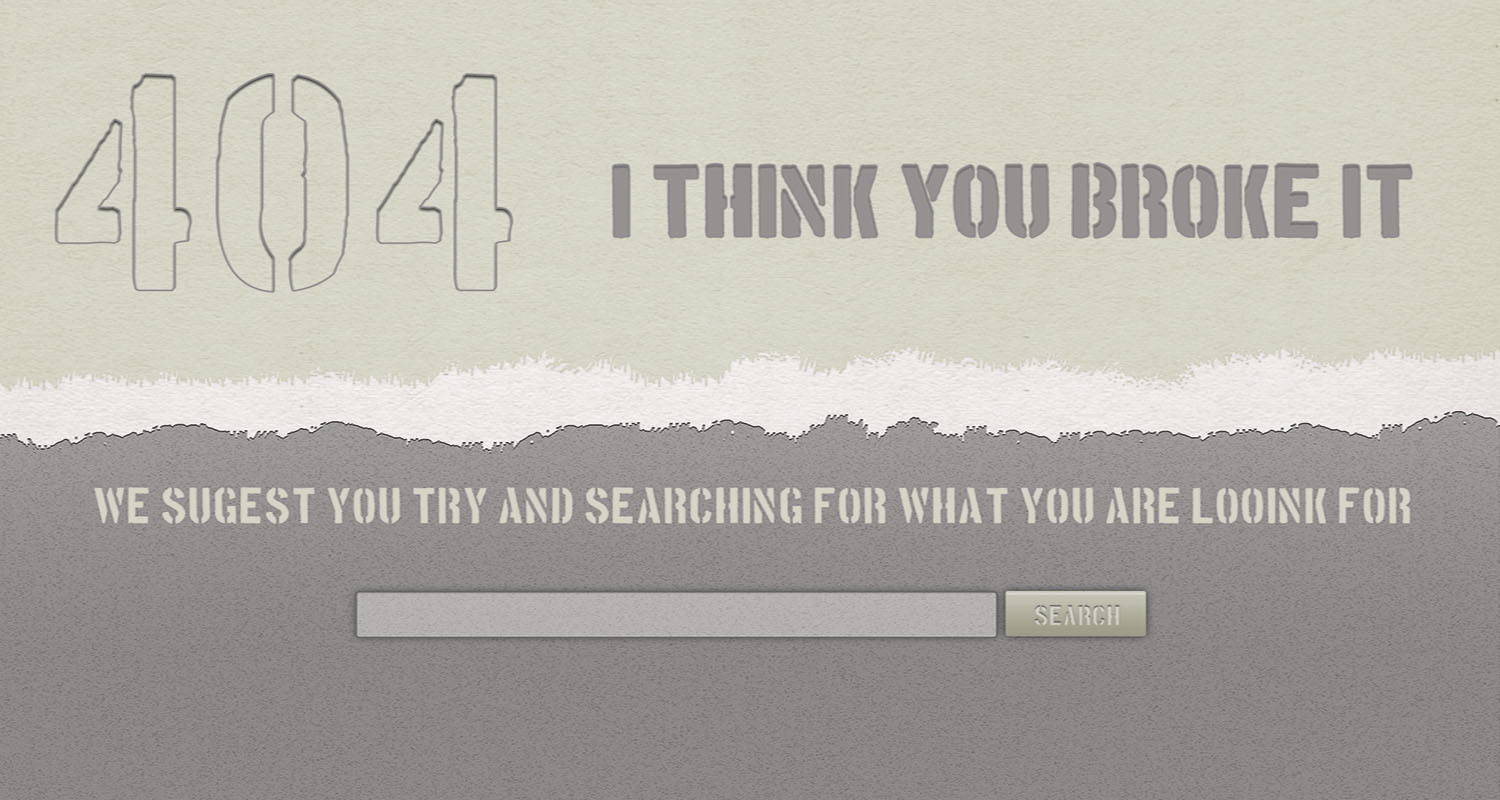 404 I THINK YOU BROKE IT
WE SUGEST YOU TRY AND SEARCHING FOR WHAT YOU ARE LOOINK FOR
SEARCH